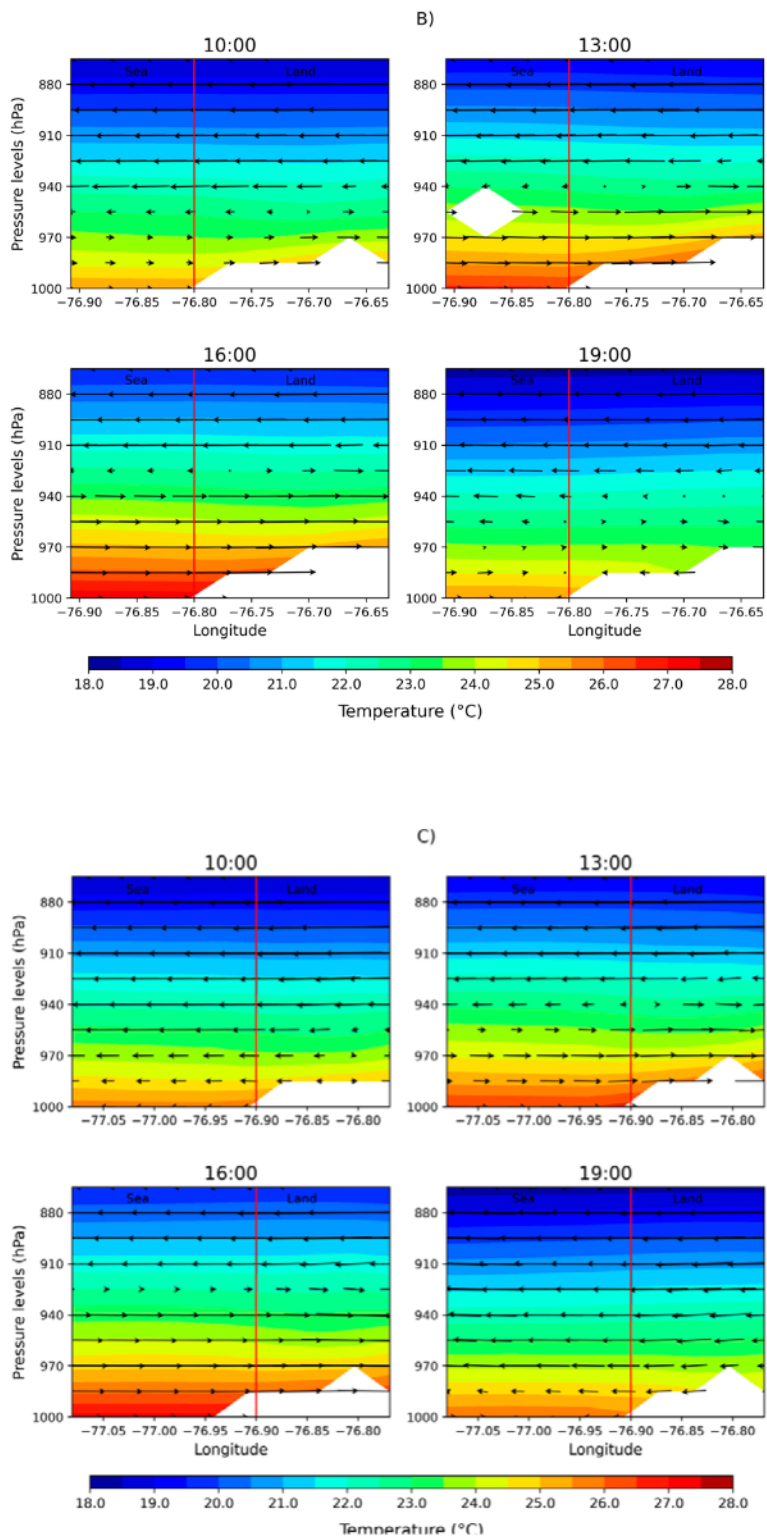 B)
10:00 13:00
Sea Land Sea Land
Pressure levels (hPa)
880 880
910 910
940 940
970 970
1000 1000
−76.90 −76.85 −76.80 −76.75 −76.70 −76.65 −76.90 −76.85 −76.80 −76.75 −76.70 −76.65
16:00 19:00
Sea Land Sea Land
Pressure levels (hPa)
880 880
910 910
940 940
970 970
1000 1000
−76.90 −76.85 −76.80 −76.75 −76.70 −76.65 −76.90 −76.85 −76.80 −76.75 −76.70 −76.65
Longitude Longitude
18.0 19.0 20.0 21.0 22.0 23.0 24.0 25.0 26.0 27.0 28.0
Temperature (°C)
C)
10:00 13:00
Sea Land Sea Land
Pressure levels (hPa)
880 880
910 910
940 940
970 970
1000 1000
−77.05 −77.00 −76.95 −76.90 −76.85 −76.80 −77.05 −77.00 −76.95 −76.90 −76.85 −76.80
16:00 19:00
Sea Land Sea Land
Pressure levels (hPa)
880 880
910 910
940 940
970 970
1000 1000
−77.05 −77.00 −76.95 −76.90 −76.85 −76.80 −77.05 −77.00 −76.95 −76.90 −76.85 −76.80
Longitude Longitude
18.0 19.0 20.0 21.0 22.0 23.0 24.0 25.0 26.0 27.0 28.0
Temperature (°C)